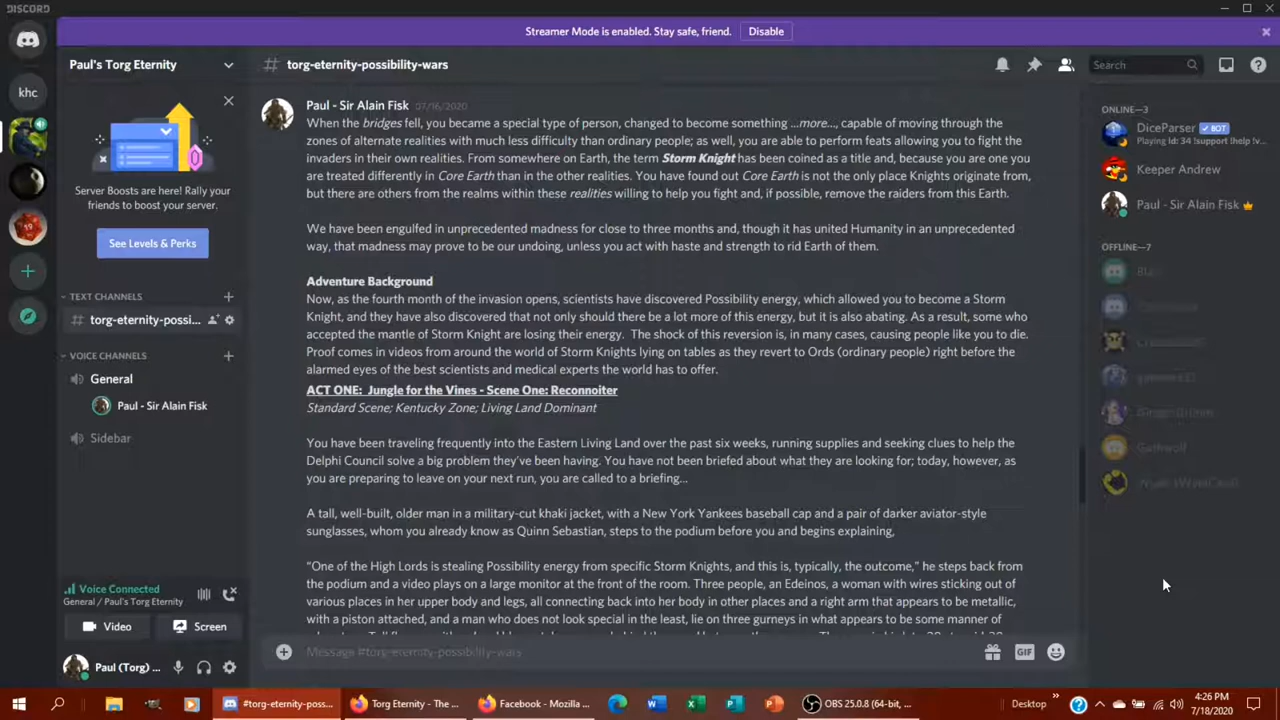 DISCORD
Streamer Mode is enabled. Stay safe, friend.
Disable
Paul's Torg Eternity
# torg-eternity-possibility-wars
Search
khc
Server Boosts are here! Rally your
friends to boost your server.
See Levels & Perks
TEXT CHANNELS
# torg-eternity-possi...
VOICE CHANNELS
General
Paul - Sir Alain Fisk
Sidebar
Voice Connected
General / Paul's Torg Eternity
Video
Screen
Paul (Torg) ...
Paul - Sir Alain Fisk 07/16/2020
When the bridges fell, you became a special type of person, changed to become something ...more..., capable of moving through the
zones of alternate realities with much less difficulty than ordinary people; as well, you are able to perform feats allowing you to fight the
invaders in their own realities. From somewhere on Earth, the term Storm Knight has been coined as a title and, because you are one you
are treated differently in Core Earth than in the other realities. You have found out Core Earth is not the only place Knights originate from,
but there are others from the realms within these realities willing to help you fight and, if possible, remove the raiders from this Earth.
We have been engulfed in unprecedented madness for close to three months and, though it has united Humanity in an unprecedented
way, that madness may prove to be our undoing, unless you act with haste and strength to rid Earth of them.
Adventure Background
Now, as the fourth month of the invasion opens, scientists have discovered Possibility energy, which allowed you to become a Storm
Knight, and they have also discovered that not only should there be a lot more of this energy, but it is also abating. As a result, some who
accepted the mantle of Storm Knight are losing their energy. The shock of this reversion is, in many cases, causing people like you to die.
Proof comes in videos from around the world of Storm Knights lying on tables as they revert to Ords (ordinary people) right before the
alarmed eyes of the best scientists and medical experts the world has to offer.
ACT ONE: Jungle for the Vines - Scene One: Reconnoiter
Standard Scene; Kentucky Zone; Living Land Dominant
You have been traveling frequently into the Eastern Living Land over the past six weeks, running supplies and seeking clues to help the
Delphi Council solve a big problem they've been having. You have not been briefed about what they are looking for; today, however, as
you are preparing to leave on your next run, you are called to a briefing...
A tall, well-built, older man in a military-cut khaki jacket, with a New York Yankees baseball cap and a pair of darker aviator-style
sunglasses, whom you already know as Quinn Sebastian, steps to the podium before you and begins explaining,
"One of the High Lords is stealing Possibility energy from specific Storm Knights, and this is, typically, the outcome," he steps back from
the podium and a video plays on a large monitor at the front of the room. Three people, an Edeinos, a woman with wires sticking out of
various places in her upper body and legs, all connecting back into her body in other places and a right arm that appears to be metallic,
with a piston attached, and a man who does not look special in the least, lie on three gurneys in what appears to be some manner of
Message #torg-eternity-possibility-wars
GIF
ONLINE—3
DiceParser BOT
Playing Id: 34 !support !help !v...
Keeper Andrew
Paul - Sir Alain Fisk
OFFLINE—7
#torg-eternity-poss...
Torg Eternity - The ...
Facebook - Mozilla ...
OBS 25.0.8 (64-bit, ...
Desktop
4:26 PM
7/18/2020